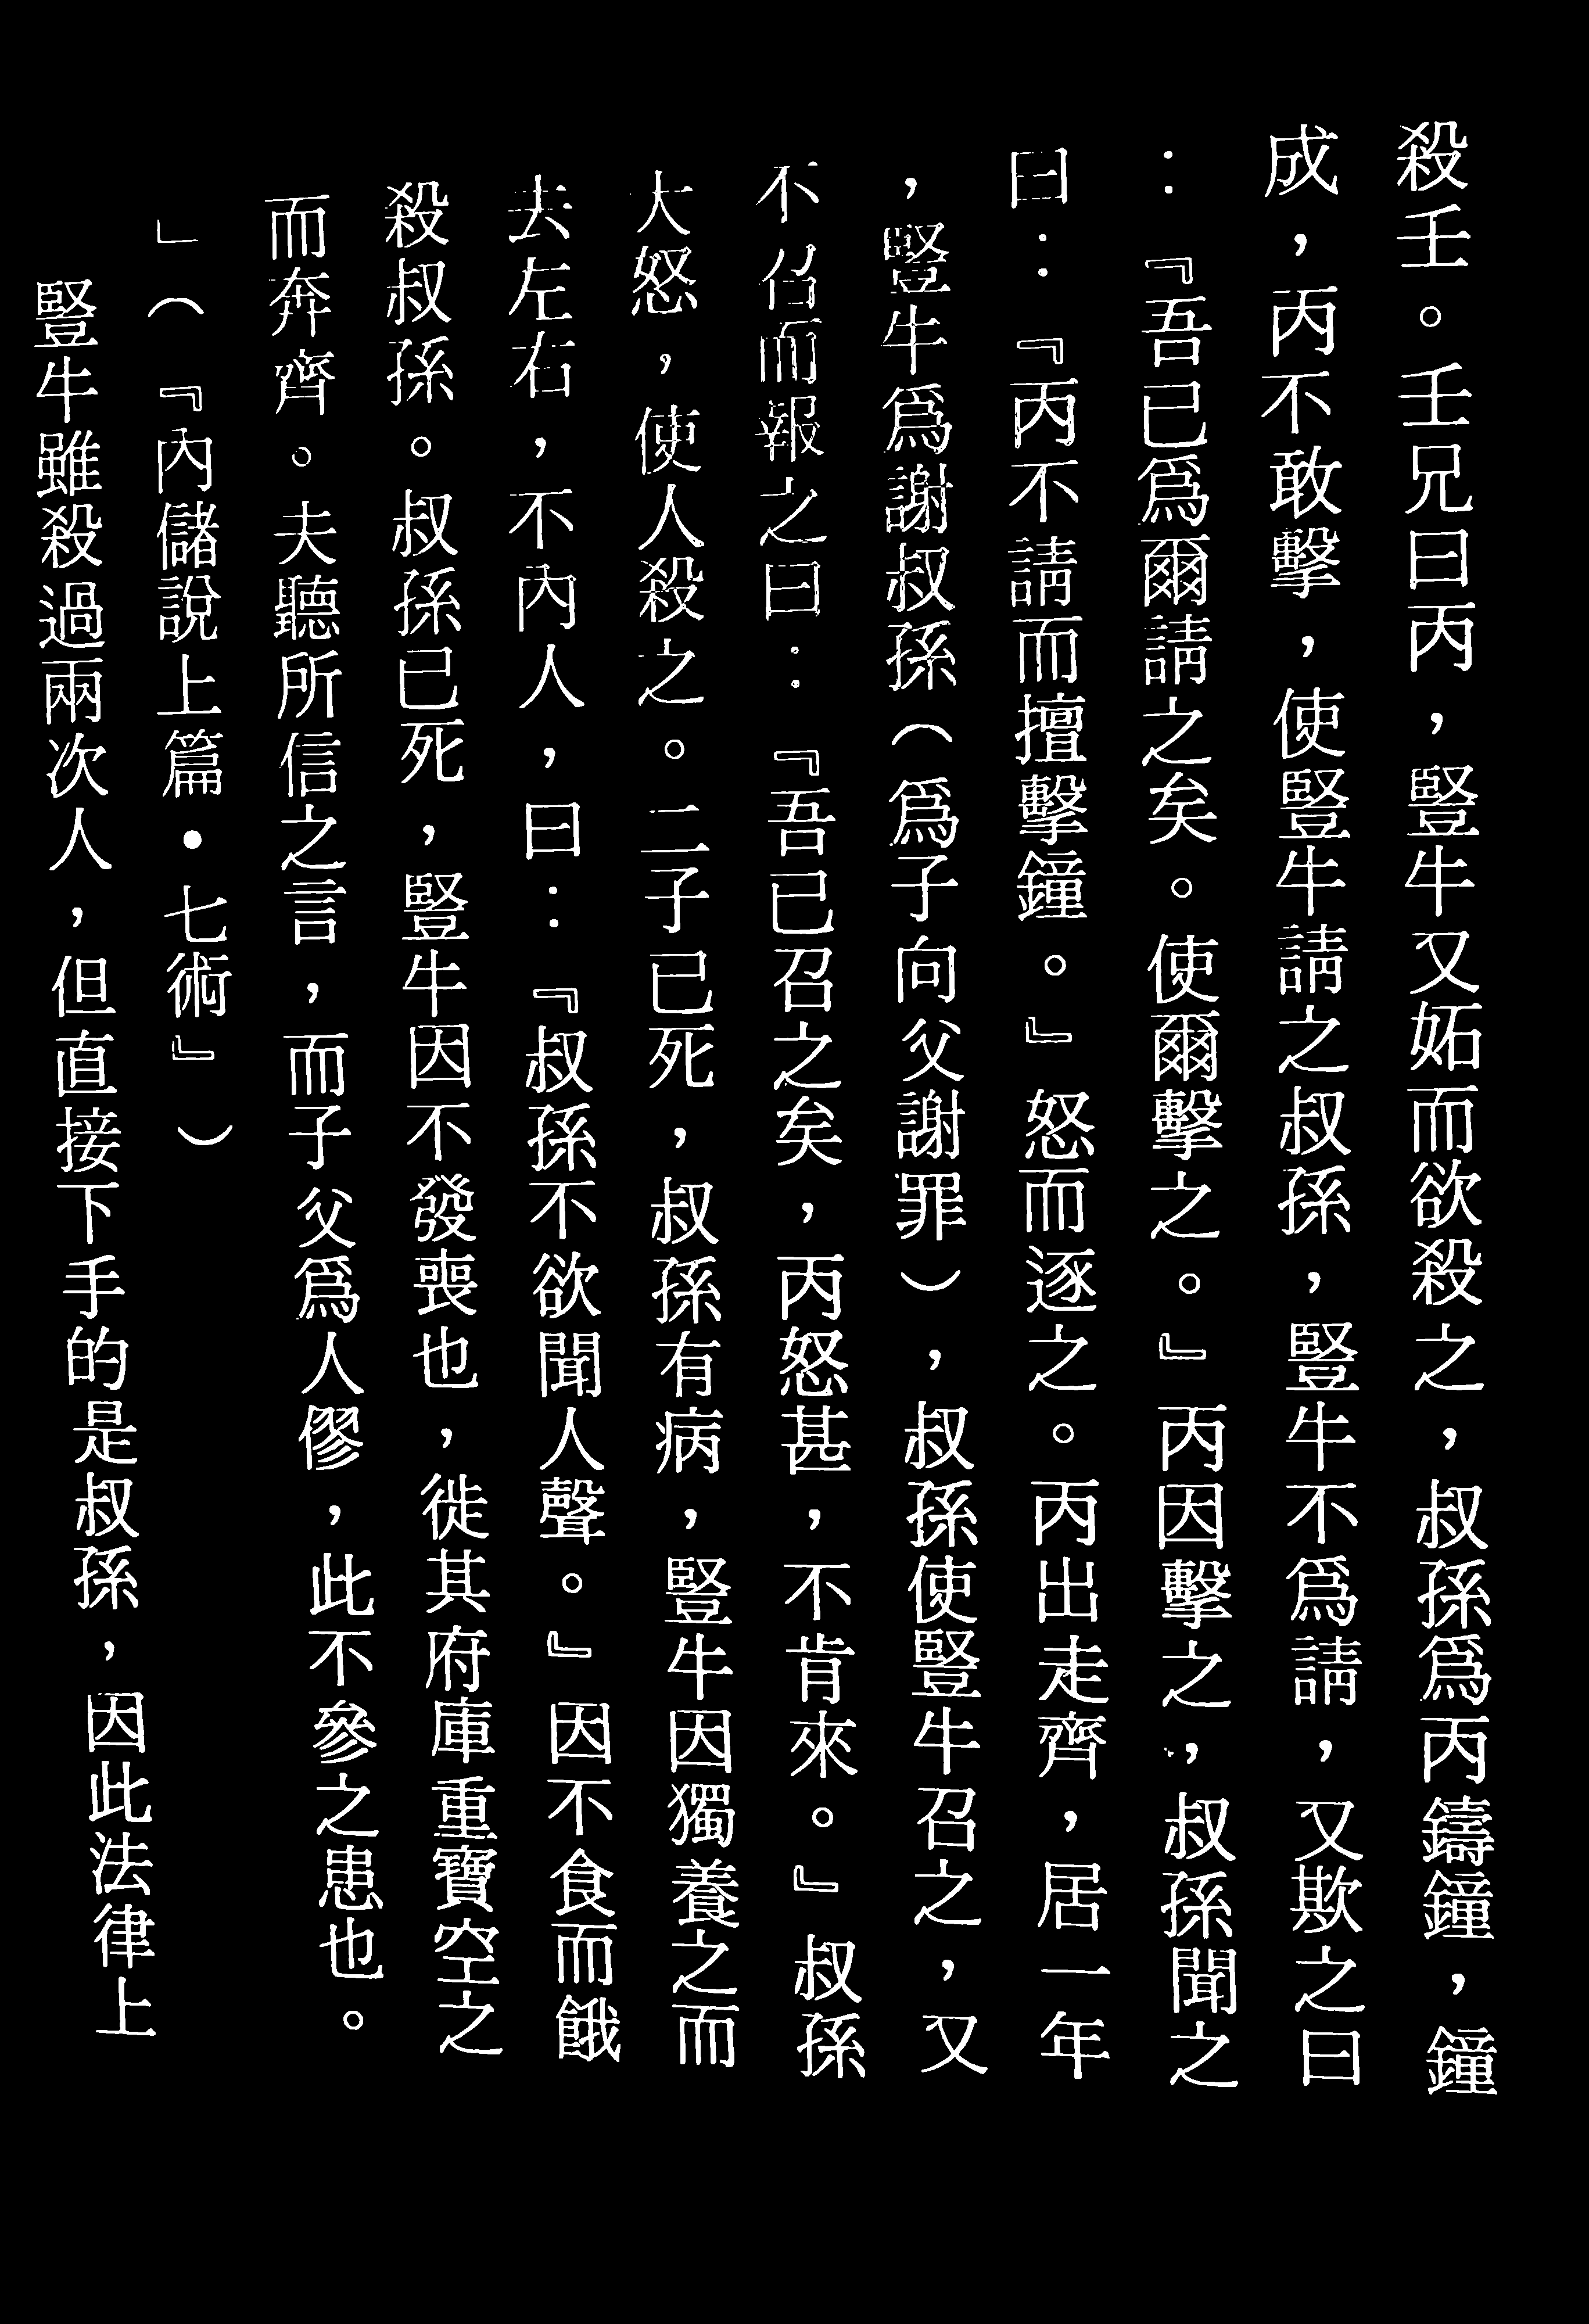 殺壬。壬兄曰丙，豎牛又妬而欲殺之，叔孫爲丙鑄鐘，鐘
成，丙不敢擊，使豎牛請之叔孫，豎牛不爲請，又欺之曰
：『吾已爲爾請之矣。使爾擊之。』丙因擊之，叔孫聞之
曰：『丙不請而擅擊鐘。』怒而逐之。丙出走齊，居一年
，豎牛爲謝叔孫（爲子向父謝罪），叔孫使豎牛召之，又
不召而報之曰：『吾已召之矣，丙怒甚，不肯來。』叔孫
大怒，使人殺之。二子已死，叔孫有病，豎牛因獨養之而
去左右，不內人，曰：『叔孫不欲聞人聲。』因不食而餓
殺叔孫。叔孫已死，豎牛因不發喪也，徙其府庫重寶空之
而奔齊。夫聽所信之言，而子父爲人僇，此不參之患也。
」（『內儲說上篇・七術』）
豎牛雖殺過兩次人，但直接下手的是叔孫，因此法律上